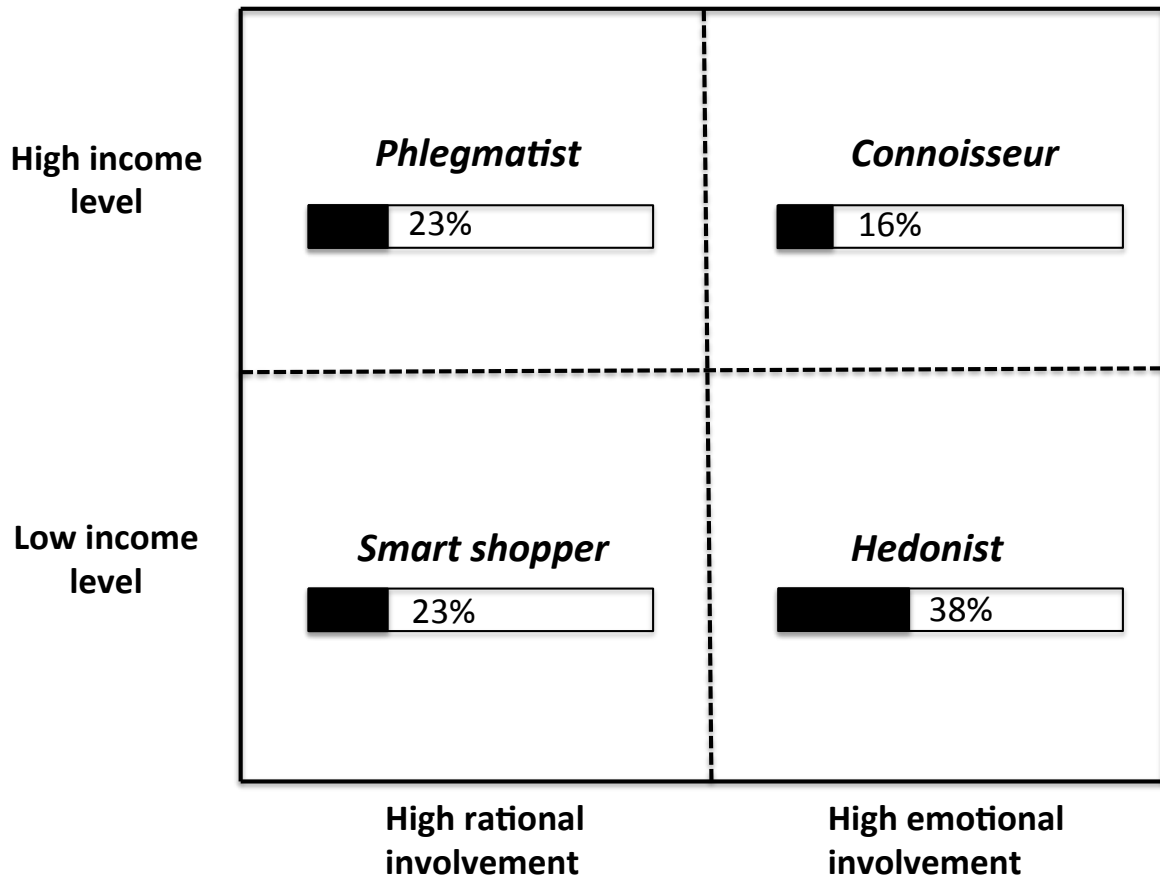 High income
level
Phlegmatist
23%
Connoisseur
16%
Low income
level
Smart shopper
23%
Hedonist
38%
High rational
involvement
High emotional
involvement